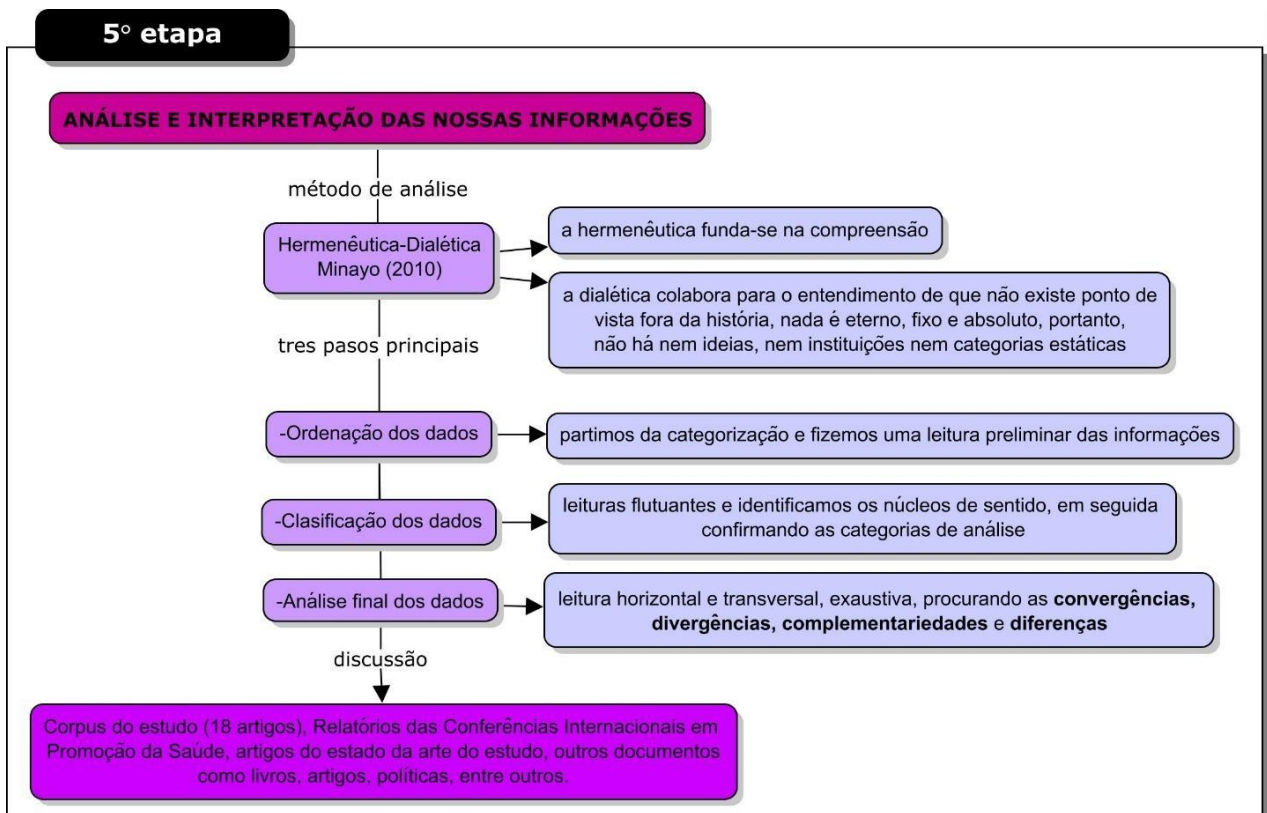 5° etapa
ANÁLISE E INTERPRETAÇÃO DAS NOSSAS INFORMAÇÕES
método de análise
Hermenêutica-Dialética
Minayo (2010)
a hermenêutica funda-se na compreensão
a dialética colabora para o entendimento de que não existe ponto de
vista fora da história, nada é eterno, fixo e absoluto, portanto,
não há nem ideias, nem instituições nem categorias estáticas
tres pasos principais
-Ordenação dos dados
partimos da categorização e fizemos uma leitura preliminar das informações
-Clasificação dos dados
leituras flutuantes e identificamos os núcleos de sentido, em seguida
confirmando as categorias de análise
-Análise final dos dados
leitura horizontal e transversal, exaustiva, procurando as convergências,
divergências, complementariedades e diferenças
discussão
Corpus do estudo (18 artigos), Relatórios das Conferências Internacionais em
Promoção da Saúde, artigos do estado da arte do estudo, outros documentos
como livros, artigos, políticas, entre outros.